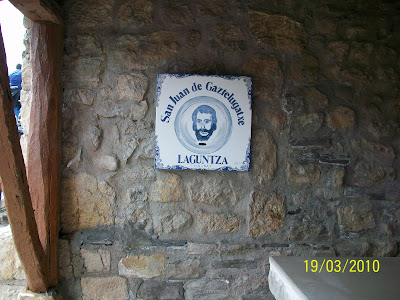 San Juan de Gaztelugatxe
LAGUNTZA
19/03/2010